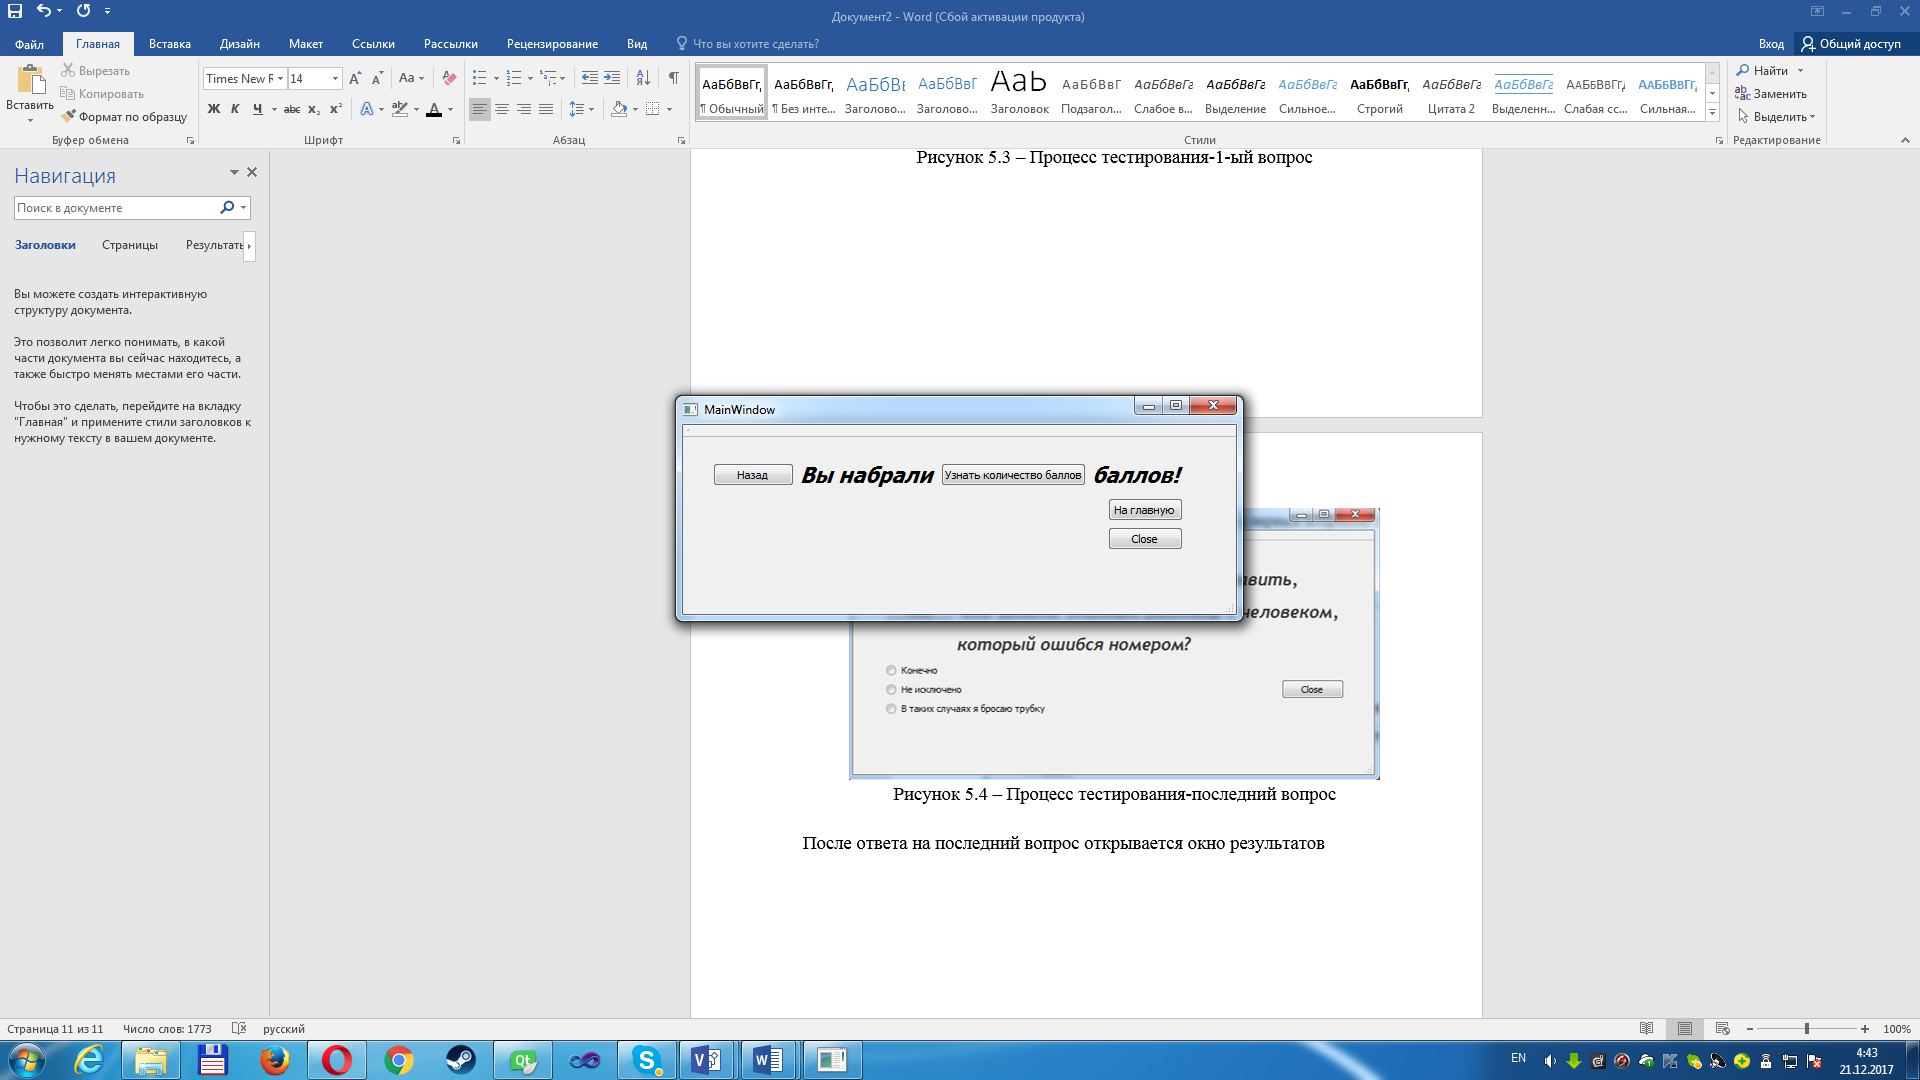 Документ2 - Word (Сбой активации продукта)
Файл Главная Вставка Дизайн Макет Ссылки Рассылки Рецензирование Вид Что вы хотите сделать? Вход Общий доступ
Вставить
Вырезать
Копировать
Формат по образцу
Буфер обмена
Times New R 14
Шрифт
Абзац
АаБбВвГг, АаБбВвГг, АаБбВв АаБбВвГ АаЬ АаБбВвГ АаБбВвГг АаБбВвГг АаБбВвГг АаБбВвГг, АаБбВвГг АаБбВвГг АаБбВвГг, АаБбВвГг,
¶ Обычный ¶ Без инте... Заголово... Заголово... Заголовок Подзагол... Слабое в... Выделение Сильное... Строгий Цитата 2 Выделенн... Слабая сс... Сильная...
Стили
Найти
Заменить
Выделить
Редактирование
Навигация
Поиск в документе
Заголовки Страницы Результать
Вы можете создать интерактивную
структуру документа.
Это позволит легко понимать, в какой
части документа вы сейчас находитесь, а
также быстро менять местами его части.
Чтобы это сделать, перейдите на вкладку
"Главная" и примените стили заголовков к
нужному тексту в вашем документе.
Рисунок 5.3 – Процесс тестирования-1-ый вопрос
MainWindow
Назад Вы набрали Узнать количество баллов баллов!
На главную
Close
человеком,
который ошибся номером?
Конечно
Не исключено
В таких случаях я бросаю трубку
Close
Рисунок 5.4 – Процесс тестирования-последний вопрос
После ответа на последний вопрос открывается окно результатов
Страница 11 из 11 Число слов: 1773 русский 100%
EN 4:43
21.12.2017